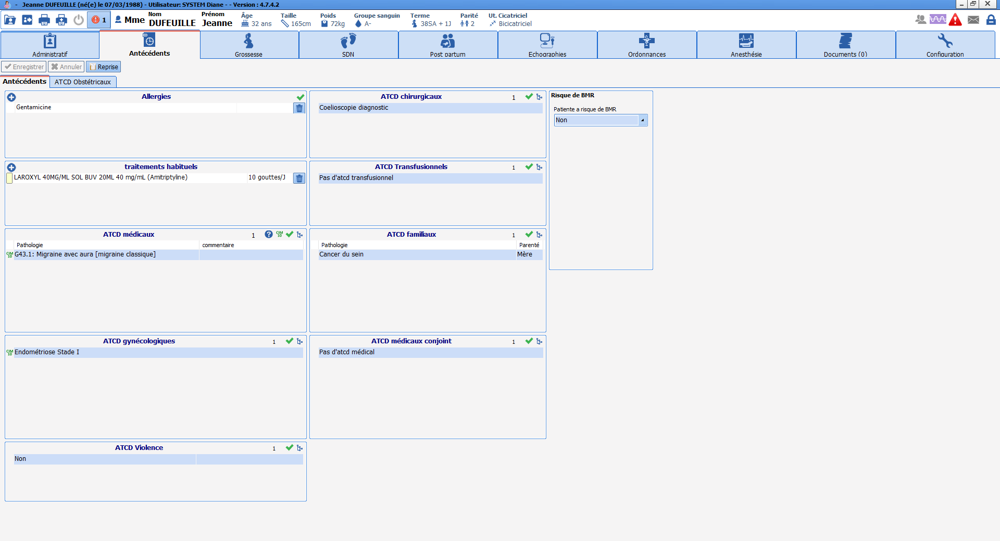 - Jeanne DUFEUILLE (né(e) le 07/03/1988) - Utilisateur: SYSTEM Diane - - Version : 4.7.4.2
1
Mme
Nom
DUFEUILLE
Prénom
Jeanne
Âge
32 ans
Taille
165cm
Poids
72kg
Groupe sanguin
A-
Terme
38SA + 1J
Parité
2
Ut. Cicatriciel
Bicicatriciel
Administratif
Antécédents
Grossesse
SDN
Post partum
Echographies
Ordonnances
Anesthésie
Documents (0)
Configuration
Enregistrer
Annuler
Reprise
Antécédents
ATCD Obstétricaux
Allergies
Gentamicine
ATCD chirurgicaux 1
Coelioscopie diagnostic
Risque de BMR
Patiente a risque de BMR
Non
traitements habituels
LAROXYL 40MG/ML SOL BUV 20ML 40 mg/mL (Amitriptyline) 10 gouttes/J
ATCD Transfusionnels 1
Pas d'atcd transfusionnel
ATCD médicaux 1 ? CIM 10
Pathologie commentaire
CIM 10 G43.1: Migraine avec aura [migraine classique]
ATCD familiaux 1
Pathologie Parenté
Cancer du sein Mère
ATCD gynécologiques 1
CIM 10 Endométriose Stade I
ATCD médicaux conjoint 1
Pas d'atcd médical
ATCD Violence 1
Non